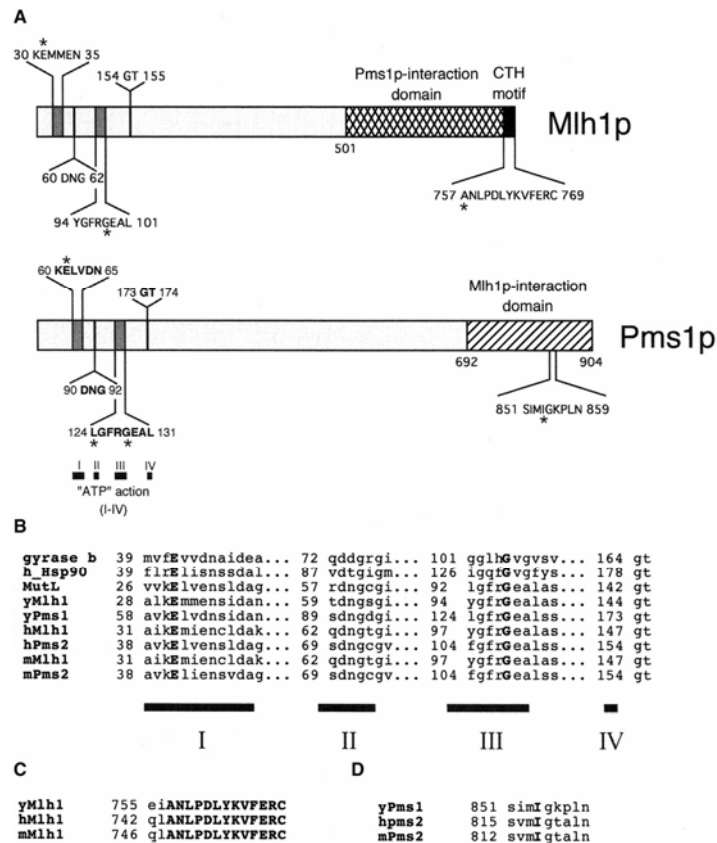 A
*
30 KEMMEN 35
154 GT 155
Pms1p-interaction
domain
CTH
motif
Mlh1p
501
60 DNG 62
757 ANLPDLYKVFERC 769
*
94 YGFRGEAL 101
*
*
60 KELVDN 65
173 GT 174
Mlh1p-interaction
domain
Pms1p
692
904
90 DNG 92
851 SIMIGKPLN 859
*
124 LGFRGEAL 131
* *
I II III IV
"ATP" action
(I-IV)
B
gyrase b 39 mvfEvvdnaidea... 72 qddgrgi... 101 gglhGvgvsv... 164 gt
h_Hsp90 39 flrElisnssdal... 87 vdtgigm... 126 igqfGvgfys... 178 gt
MutL 26 vvkElvensldag... 57 rdngcgi... 92 lgfrGealas... 142 gt
yMlh1 28 alkEmmensidan... 59 tdngsgi... 94 ygfrGealas... 144 gt
yPms1 58 avkElvdnsidan... 89 sdngdgi... 124 lgfrGealss... 173 gt
hMlh1 31 aikEmiencldak... 62 qdngtgi... 97 ygfrGealas... 147 gt
hPms2 38 avkElvensldag... 69 sdngcgv... 104 fgfrGealss... 154 gt
mMlh1 31 aikEmiencldak... 62 qdngtgi... 97 ygfrGealas... 147 gt
mPms2 38 avkEliensvdag... 69 sdngcgv... 104 fgfrGealss... 154 gt
I II III IV
C
yMlh1 755 eiANLPDLYKVFERC
hMlh1 742 qlANLPDLYKVFERC
mMlh1 746 qlANLPDLYKVFERC
D
yPms1 851 simIgkpln
hpms2 815 svmIgtaln
mPms2 812 svmIgtaln